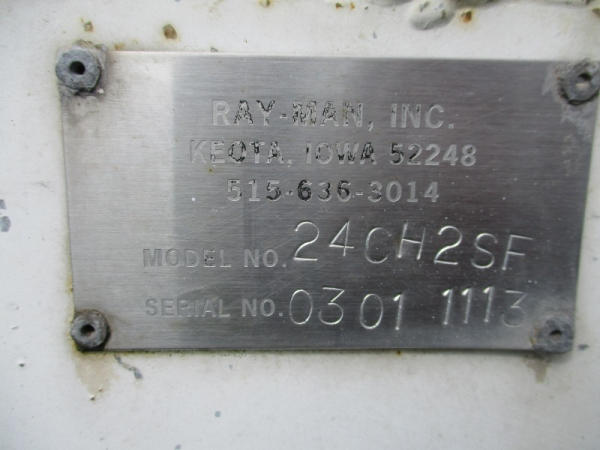 RAY-MAN, INC.
KEOTA, IOWA 52248
515-636-3014
MODEL NO. 24CH2SF
SERIAL NO. 0301 1113